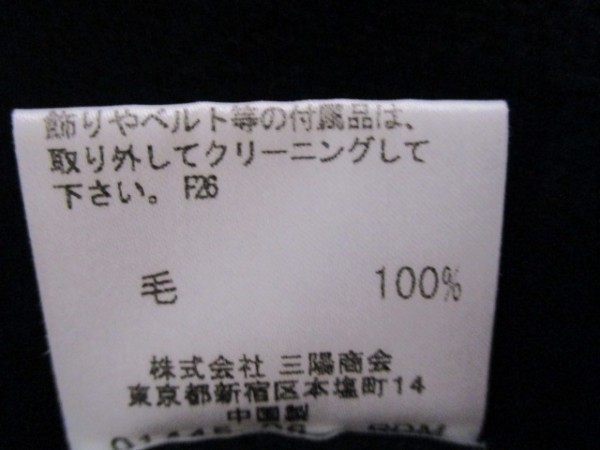 飾りやベルト等の付属品は、
取り外してクリーニングして
下さい。 F26
毛 100%
株式会社 三陽商会
東京都新宿区本塩町14
中国製